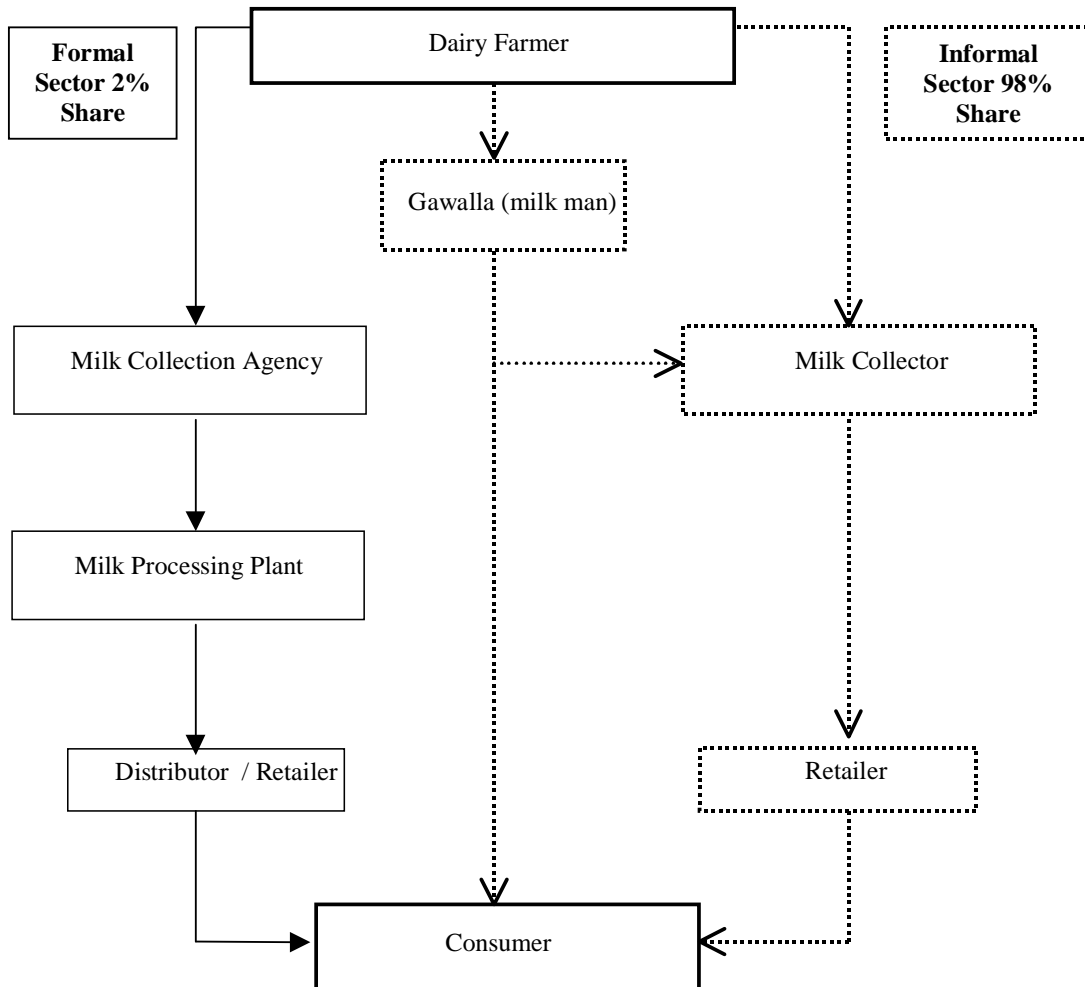 Formal
Sector 2%
Share
Dairy Farmer
Informal
Sector 98%
Share
Gawalla (milk man)
Milk Collection Agency
Milk Collector
Milk Processing Plant
Distributor / Retailer
Retailer
Consumer